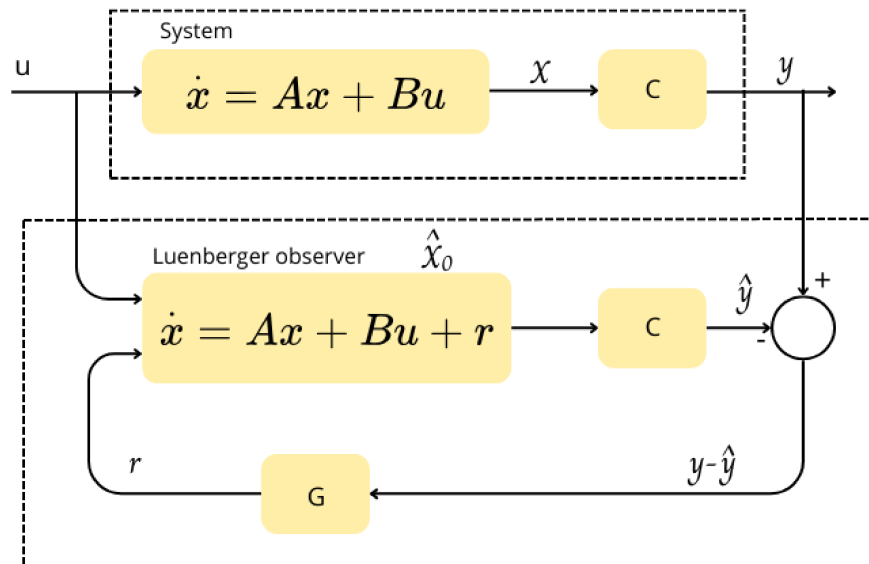 System
u
ẋ = Ax + Bu
x
C
y
Luenberger observer
x̂₀
ẋ = Ax + Bu + r
C
ŷ
+
-
r
G
y-ŷ